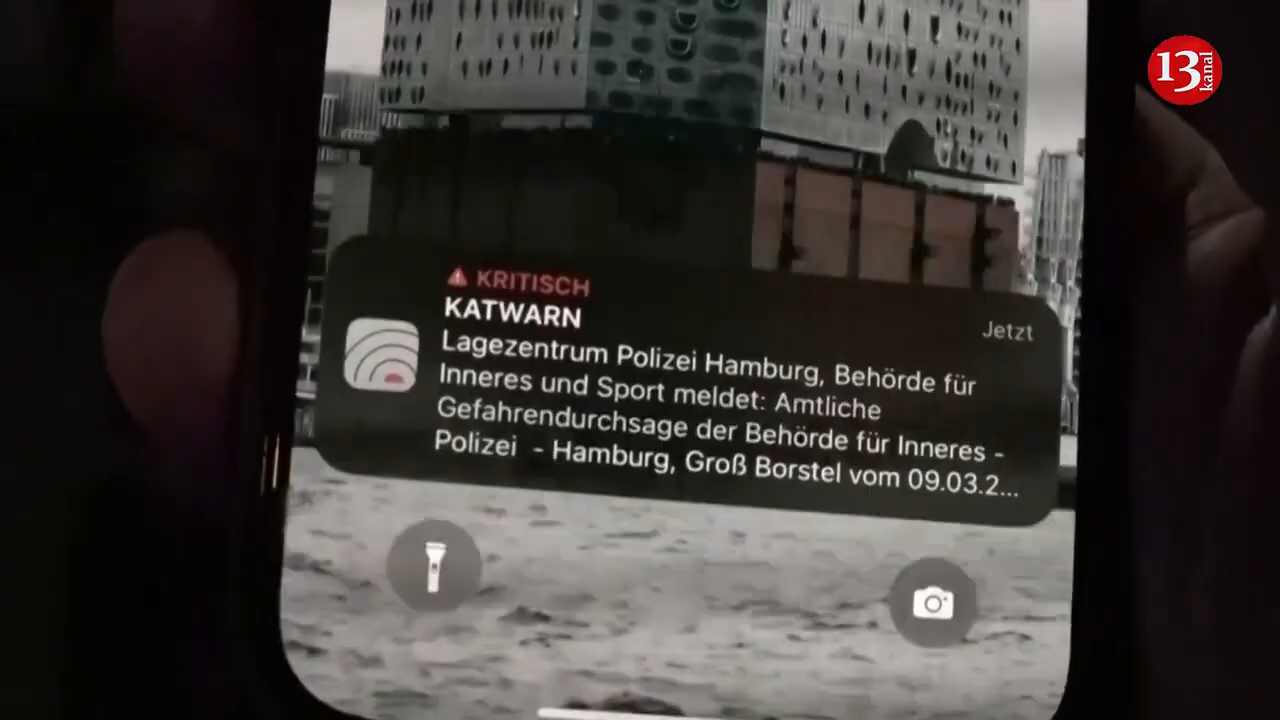 13 kanal
KRITISCH
KATWARN
Jetzt
Lagezentrum Polizei Hamburg, Behörde für
Inneres und Sport meldet: Amtliche
Gefahrendurchsage der Behörde für Inneres -
Polizei - Hamburg, Groß Borstel vom 09.03.2...